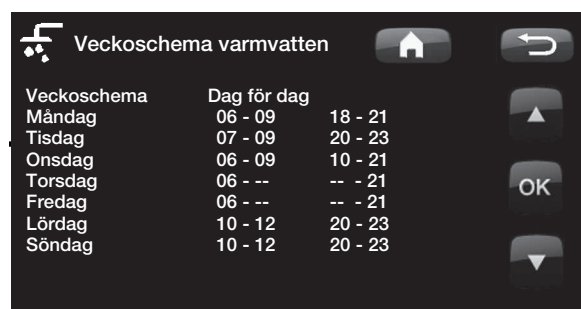 Veckoschema varmvatten
Veckoschema Dag för dag
Måndag 06 - 09 18 - 21
Tisdag 07 - 09 20 - 23
Onsdag 06 - 09 10 - 21
Torsdag 06 - -- -- - 21
Fredag 06 - -- -- - 21
Lördag 10 - 12 20 - 23
Söndag 10 - 12 20 - 23
OK